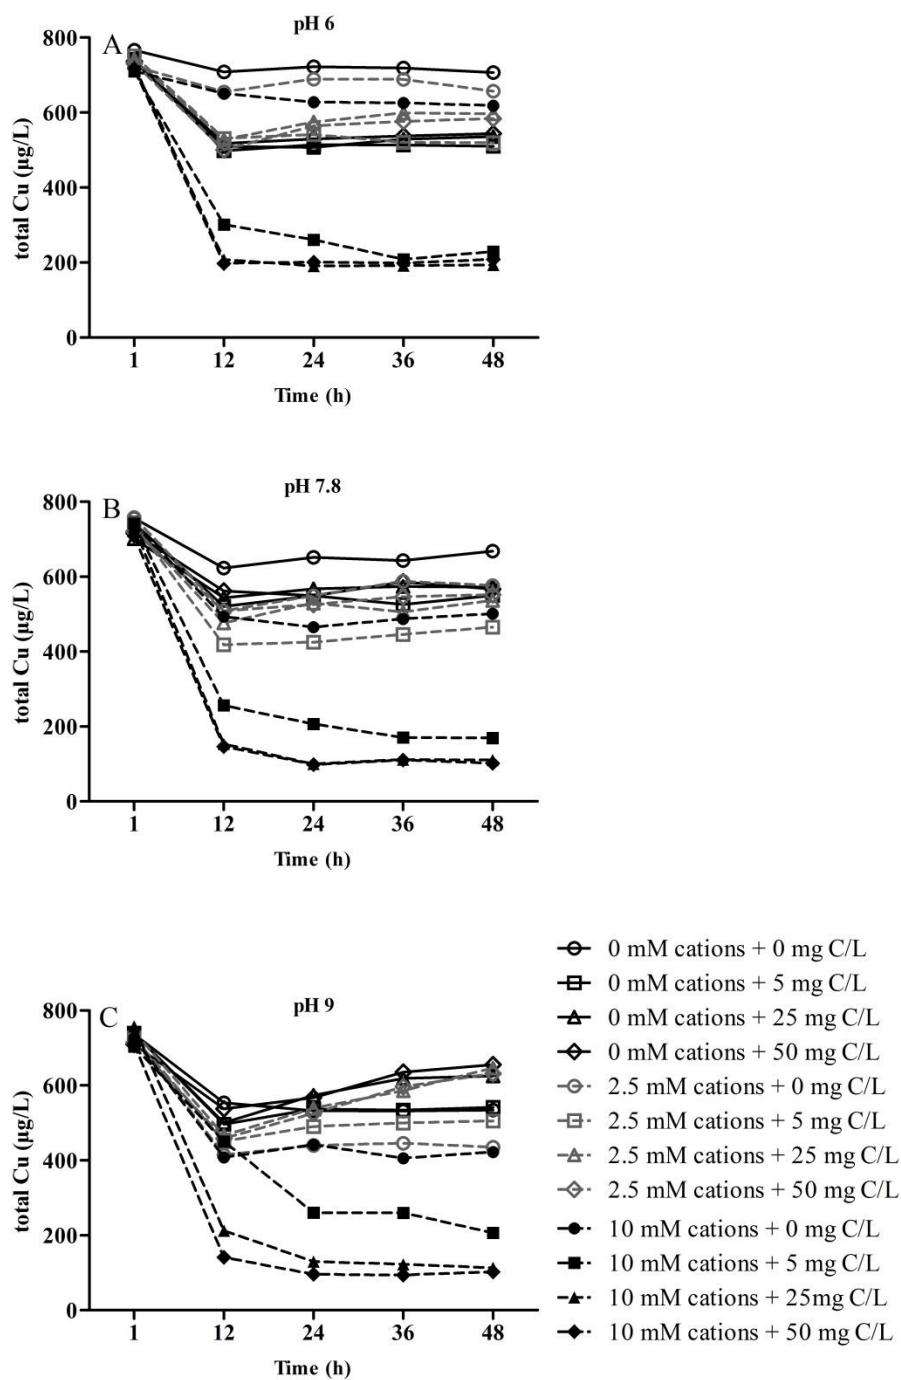 pH 6
A
800
600
400
200
0
total Cu (µg/L)
1 12 24 36 48
Time (h)
pH 7.8
B
800
600
400
200
0
total Cu (µg/L)
1 12 24 36 48
Time (h)
pH 9
C
800
600
400
200
0
total Cu (µg/L)
1 12 24 36 48
Time (h)
0 mM cations + 0 mg C/L
0 mM cations + 5 mg C/L
0 mM cations + 25 mg C/L
0 mM cations + 50 mg C/L
2.5 mM cations + 0 mg C/L
2.5 mM cations + 5 mg C/L
2.5 mM cations + 25 mg C/L
2.5 mM cations + 50 mg C/L
10 mM cations + 0 mg C/L
10 mM cations + 5 mg C/L
10 mM cations + 25mg C/L
10 mM cations + 50 mg C/L